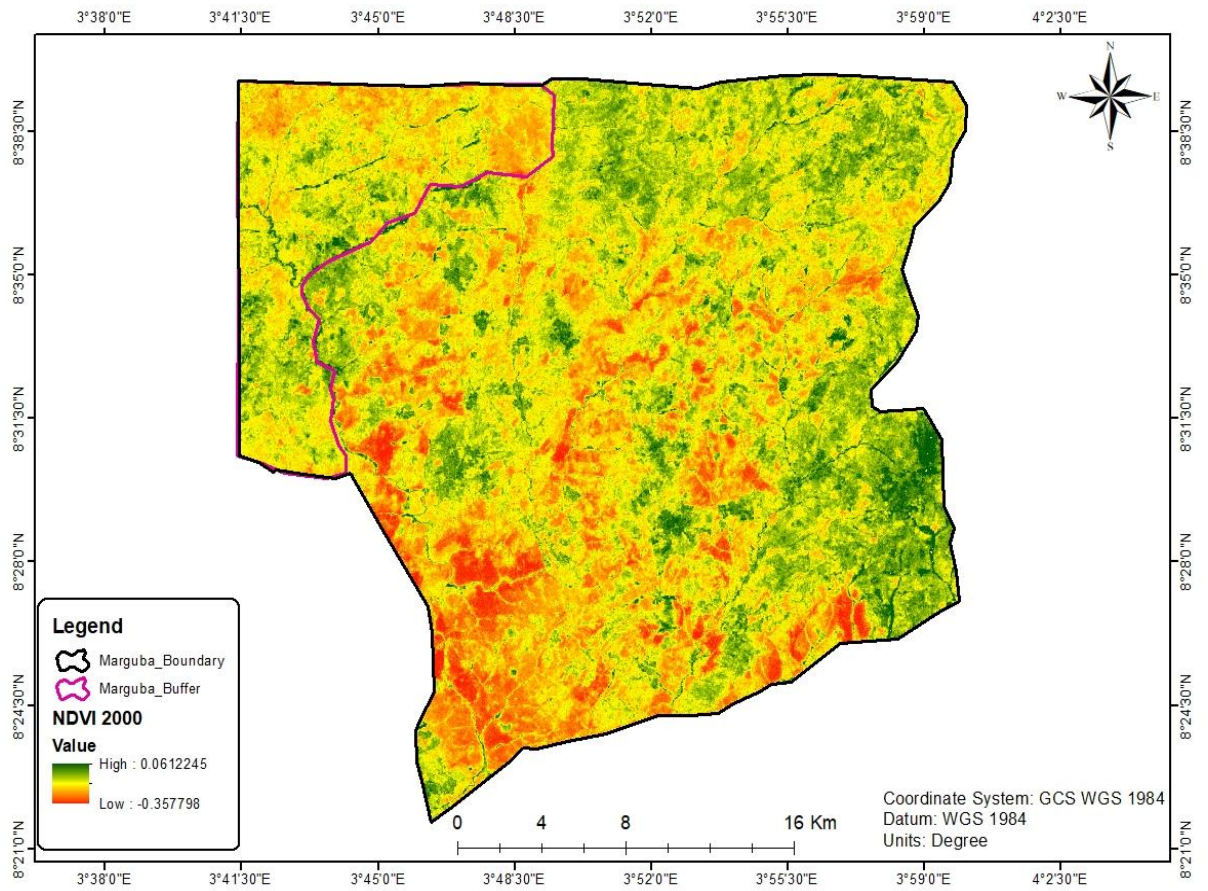 3°38'0"E 3°41'30"E 3°45'0"E 3°48'30"E 3°52'0"E 3°55'30"E 3°59'0"E 4°2'30"E
N
W E
S
8°38'30"N 8°38'30"N
8°35'0"N 8°35'0"N
8°31'30"N 8°31'30"N
8°28'0"N 8°28'0"N
8°24'30"N 8°24'30"N
8°21'0"N 8°21'0"N
Legend
Marguba_Boundary
Marguba_Buffer
NDVI 2000
Value
High : 0.0612245
Low : -0.357798
0 4 8 16 Km
Coordinate System: GCS WGS 1984
Datum: WGS 1984
Units: Degree
3°38'0"E 3°41'30"E 3°45'0"E 3°48'30"E 3°52'0"E 3°55'30"E 3°59'0"E 4°2'30"E